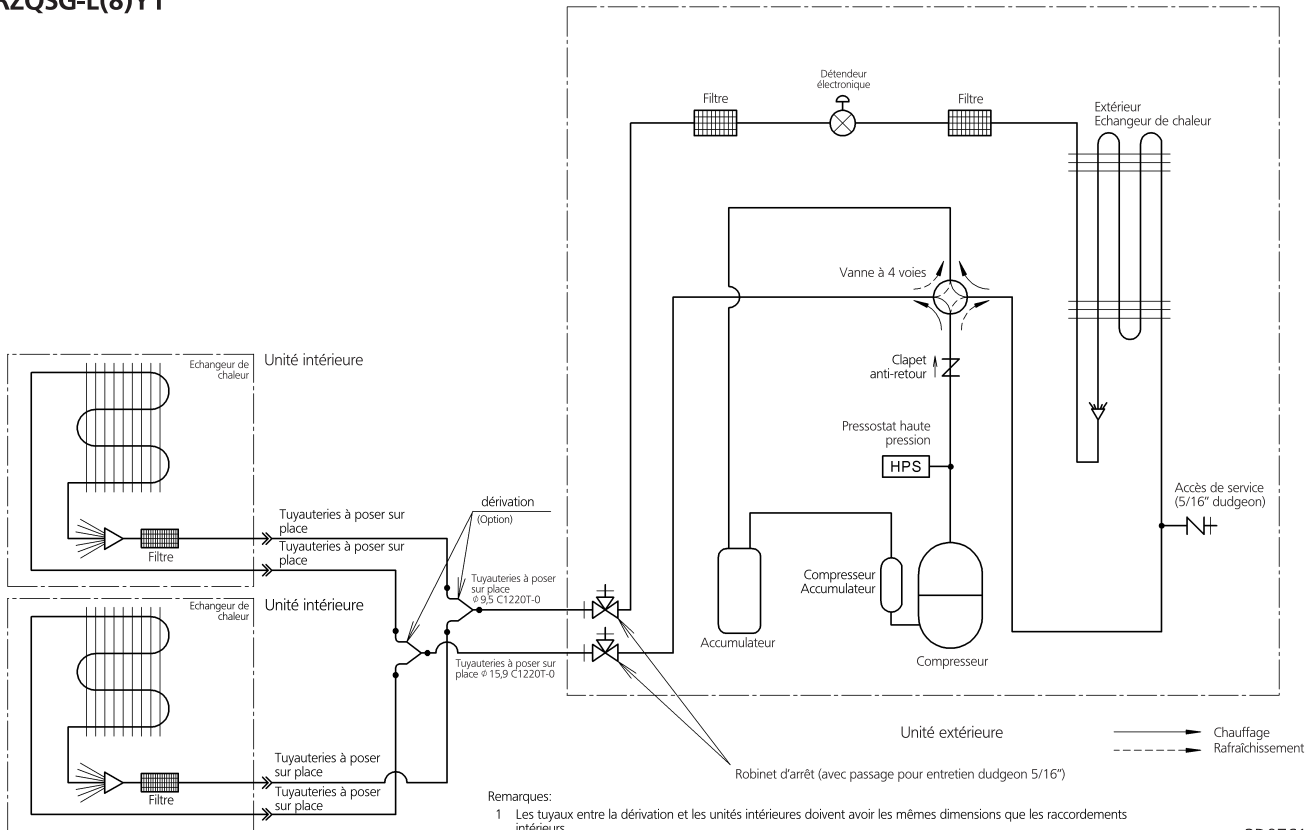 Détendeur
électronique
Filtre
Filtre
Extérieur
Echangeur de chaleur
Vanne à 4 voies
Clapet
anti-retour
Pressostat haute
pression
HPS
Accès de service
(5/16" dudgeon)
Compresseur
Accumulateur
Accumulateur
Compresseur
Echangeur de
chaleur
Unité intérieure
Filtre
Tuyauteries à poser sur
place
Tuyauteries à poser sur
place
dérivation
(Option)
Tuyauteries à poser
sur place
φ 9,5 C1220T-0
Echangeur de
chaleur
Unité intérieure
Tuyauteries à poser sur
place φ 15,9 C1220T-0
Filtre
Tuyauteries à poser
sur place
Tuyauteries à poser
sur place
Unité extérieure
Chauffage
Rafraîchissement
Robinet d'arrêt (avec passage pour entretien dudgeon 5/16")
Remarques:
1 Les tuyaux entre la dérivation et les unités intérieures doivent avoir les mêmes dimensions que les raccordements